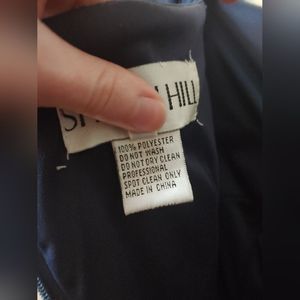 HILL
100% POLYESTER
DO NOT WASH
DO NOT DRY CLEAN
PROFESSIONAL
SPOT CLEAN ONLY
MADE IN CHINA